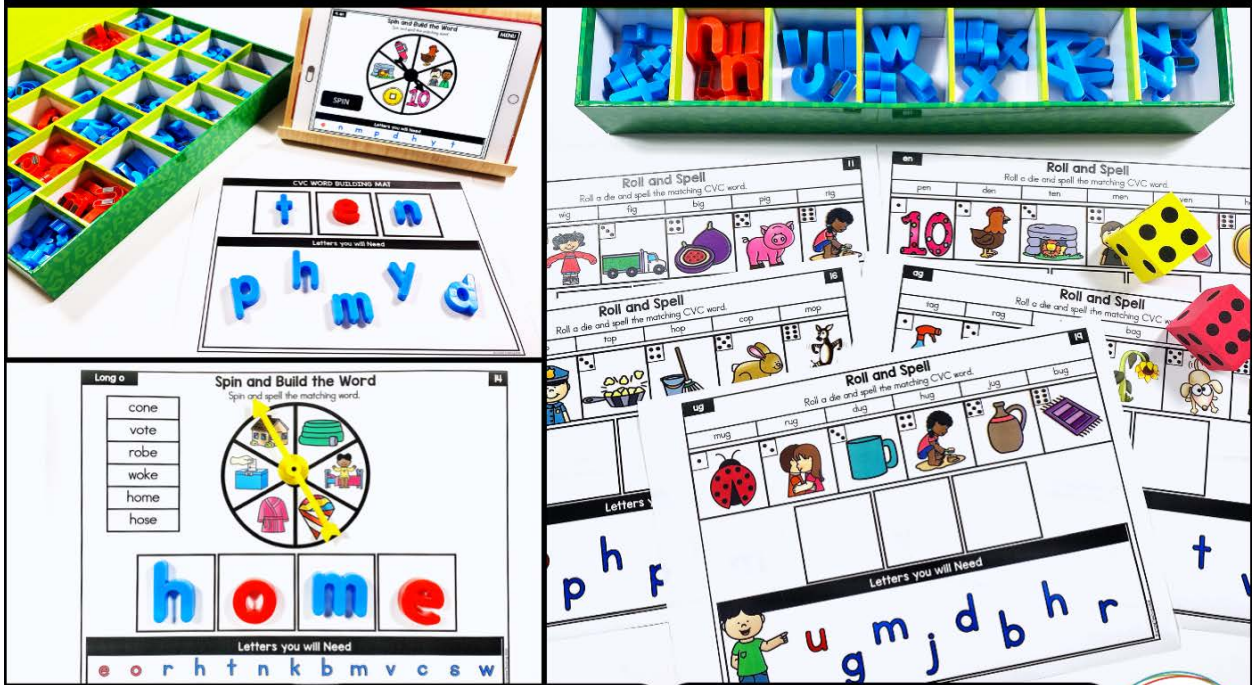 Spin and Build the Word
MENU
10
SPIN
Letters you will Need
e n m p d h y t
CVC WORD BUILDING MAT
t e n
Letters you will Need
p h m y d
Long o
14
Spin and Build the Word
Spin and spell the matching word.
cone
vote
robe
woke
home
hose
h o m e
Letters you will Need
e o r h t n k b m v c s w
11
Roll and Spell
Roll a die and spell the matching CVC word.
wig fig big pig rig
en
Roll and Spell
Roll a die and spell the matching CVC word.
pen den ten men
10
16
Roll and Spell
Roll a die and spell the matching CVC word.
top hop cop mop
Letters
p h p
ag
Roll and Spell
Roll a die and spell the matching
tag rag bag
t
ug
19
Roll and Spell
Roll a die and spell the matching CVC word.
mug rug dug hug jug bug
Letters you will Need
u g m j d b h r